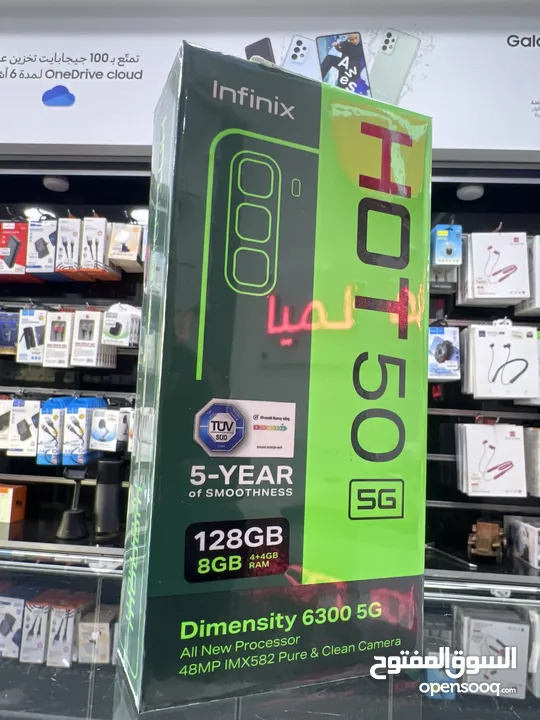 تمتّع بـ 100 جيجابايت تخزين
OneDrive cloud لمدة 6
Gala
Infinix
HOT 50 5G
TÜV
SÜD
5-YEAR
of SMOOTHNESS
128GB
8GB 4+4GB RAM
Dimensity 6300 5G
All New Processor
48MP IMX582 Pure & Clean Camera
السوق المفتوح
opensooq.com